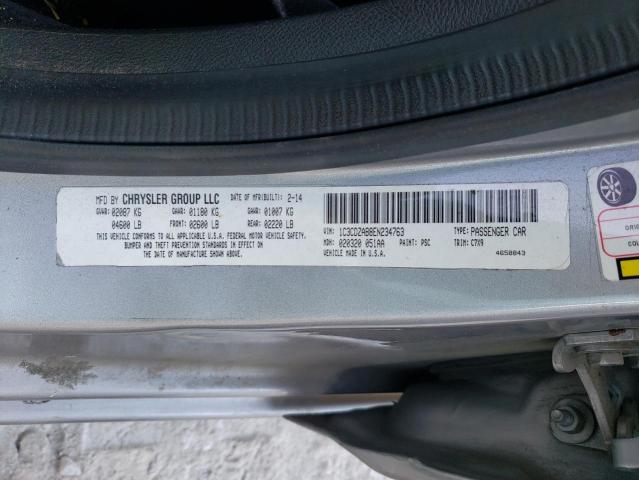 MFD BY CHRYSLER GROUP LLC DATE OF MFR(BUILT): 2-14
GVWR: 02087 KG GAWR: 01180 KG GAWR: 01007 KG
04600 LB FRONT: 02600 LB REAR: 02220 LB
THIS VEHICLE CONFORMS TO ALL APPLICABLE U.S.A. FEDERAL MOTOR VEHICLE SAFETY,
BUMPER AND THEFT PREVENTION STANDARDS IN EFFECT ON
THE DATE OF MANUFACTURE SHOWN ABOVE.
VIN: 1C3CDZAB8EN234763 TYPE: PASSENGER CAR
MDH: 020320 051AA PAINT: PSC TRIM: C7X9
VEHICLE MADE IN U.S.A. 4658043